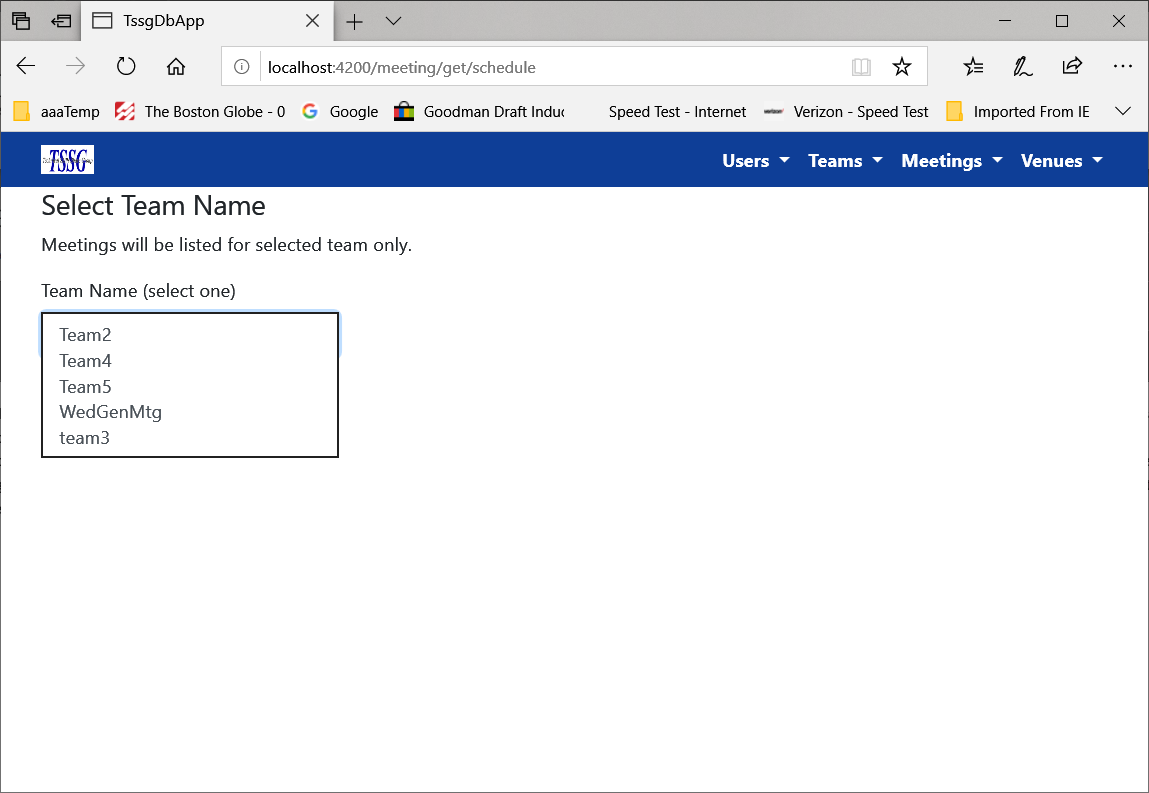 TssgDbApp
localhost:4200/meeting/get/schedule
aaaTemp The Boston Globe - 0 Google Goodman Draft Induc Speed Test - Internet Verizon - Speed Test Imported From IE
TSSG Users Teams Meetings Venues
Select Team Name
Meetings will be listed for selected team only.
Team Name (select one)
Team2
Team4
Team5
WedGenMtg
team3